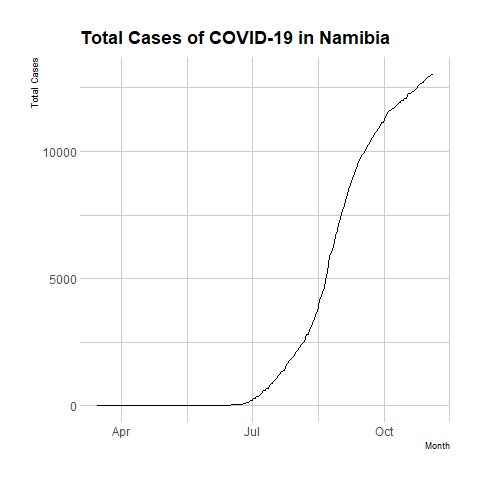 Total Cases of COVID-19 in Namibia
Total Cases
10000
5000
0
Apr
Jul
Oct
Month